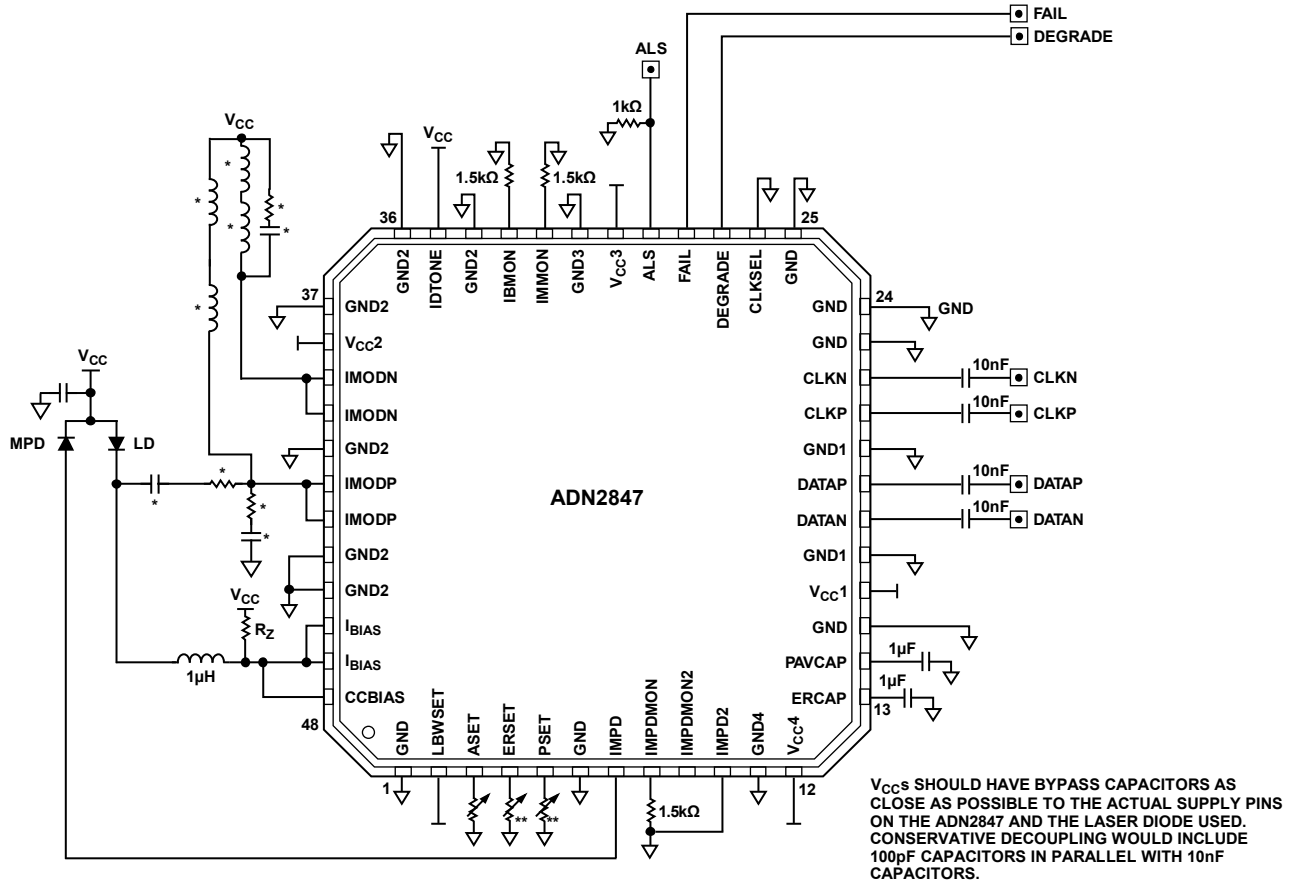 FAIL
DEGRADE
ALS
1kΩ
VCC
VCC
1.5kΩ
1.5kΩ
*
*
*
*
*
*
36
25
GND2
IDTONE
GND2
IBMON
IMMON
GND3
VCC3
ALS
FAIL
DEGRADE
CLKSEL
GND
37
GND2
VCC2
IMODN
IMODN
GND2
IMODP
IMODP
GND2
GND2
IBIAS
IBIAS
CCBIAS
48
VCC
MPD
LD
*
*
*
*
VCC
RZ
1µH
ADN2847
24
GND
GND
GND
CLKN
10nF
CLKN
CLKP
10nF
CLKP
GND1
DATAP
10nF
DATAP
DATAN
10nF
DATAN
GND1
VCC1
GND
PAVCAP
1µF
ERCAP
1µF
13
GND
LBWSET
ASET
ERSET
PSET
GND
IMPD
IMPDMON
IMPDMON2
IMPD2
GND4
VCC4
1
12
**
**
1.5kΩ
VCCs SHOULD HAVE BYPASS CAPACITORS AS
CLOSE AS POSSIBLE TO THE ACTUAL SUPPLY PINS
ON THE ADN2847 AND THE LASER DIODE USED.
CONSERVATIVE DECOUPLING WOULD INCLUDE
100pF CAPACITORS IN PARALLEL WITH 10nF
CAPACITORS.